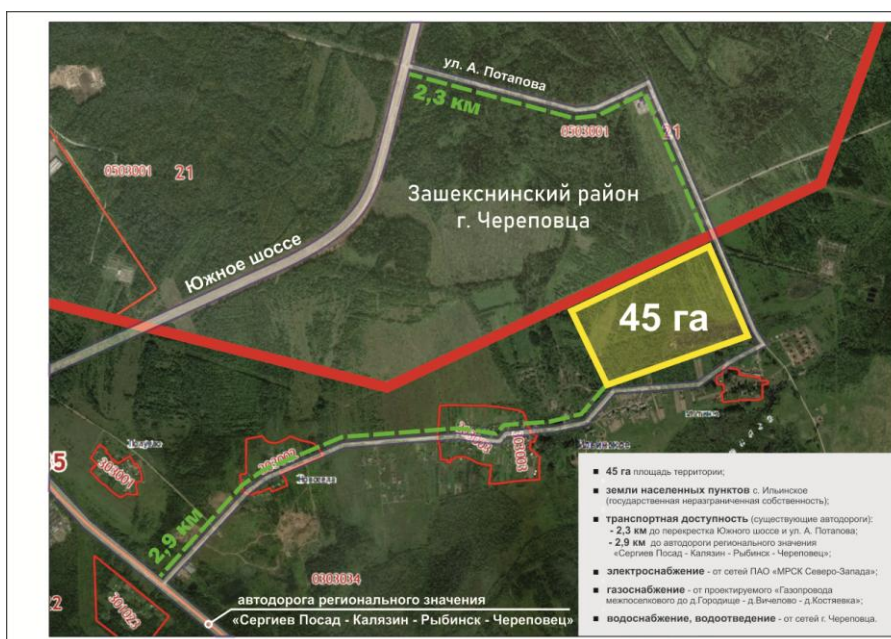 ул. А. Потапова
2,3 км
0503001
21
0503001 21
Зашекснинский район
г. Череповца
Южное шоссе
45 га
2,9 км
0303034
автодорога регионального значения
«Сергиев Посад - Калязин - Рыбинск - Череповец»
▪ 45 га площадь территории;
▪ земли населенных пунктов с. Ильинское
(государственная неразграниченная собственность);
▪ транспортная доступность (существующие автодороги):
- 2,3 км до перекрестка Южного шоссе и ул. А. Потапова;
- 2,9 км до автодороги регионального значения
«Сергиев Посад - Калязин - Рыбинск - Череповец»;
▪ электроснабжение - от сетей ПАО «МРСК Северо-Запада»;
▪ газоснабжение - от проектируемого «Газопровода
межпоселкового до д.Городище - д.Вичелово - д.Костяевка»;
▪ водоснабжение, водоотведение - от сетей г. Череповца.